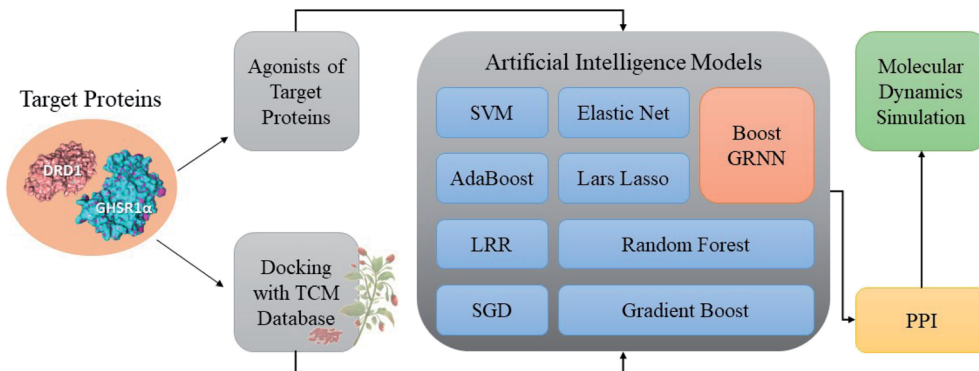 Target Proteins
DRD1
GHSR1α
Agonists of
Target
Proteins
Docking
with TCM
Database
Artificial Intelligence Models
SVM
Elastic Net
Boost
GRNN
AdaBoost
Lars Lasso
LRR
Random Forest
SGD
Gradient Boost
Molecular
Dynamics
Simulation
PPI